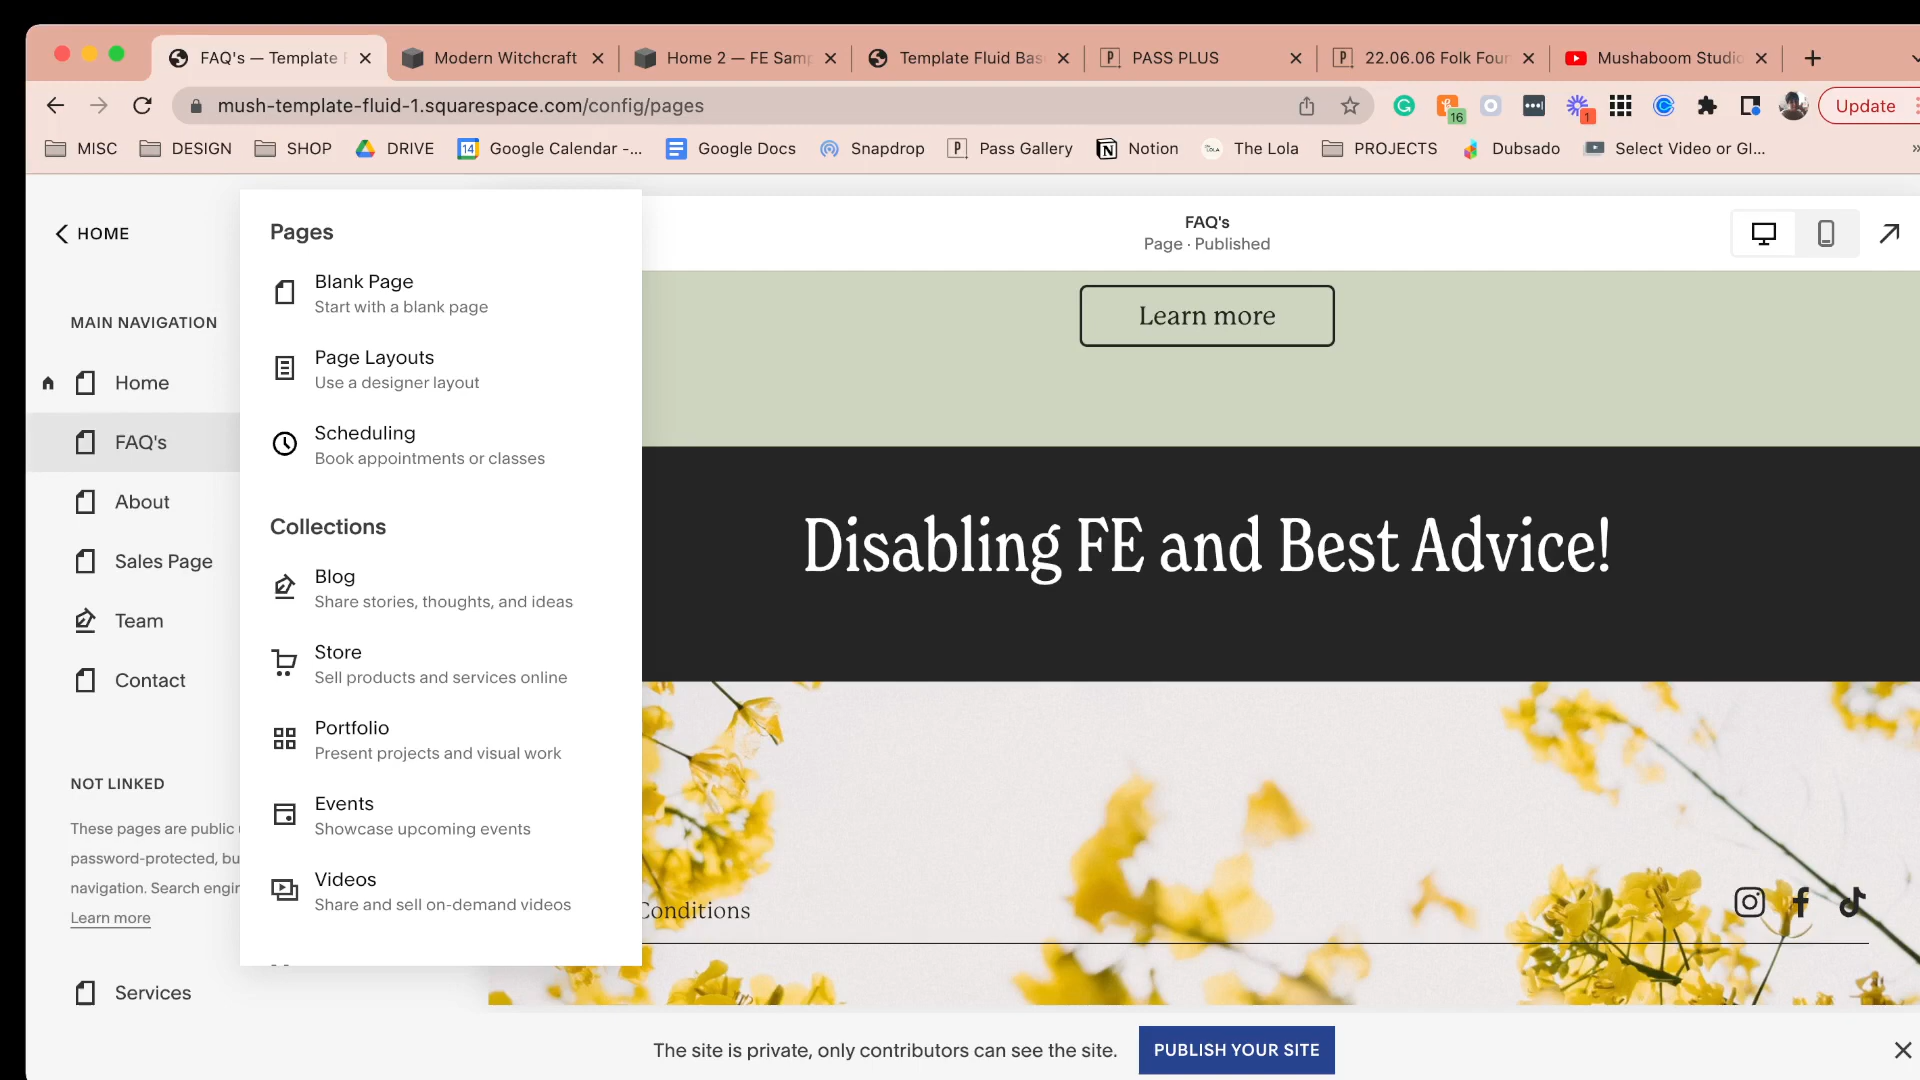 FAQ's — Template
Modern Witchcraft
Home 2 — FE Samp
Template Fluid Bas
PASS PLUS
22.06.06 Folk Four
Mushaboom Studio
mush-template-fluid-1.squarespace.com/config/pages
16
1
Update
MISC
DESIGN
SHOP
DRIVE
14
Google Calendar -...
Google Docs
Snapdrop
Pass Gallery
Notion
The Lola
PROJECTS
Dubsado
Select Video or GI...
»
HOME
MAIN NAVIGATION
Home
FAQ's
About
Sales Page
Team
Contact
NOT LINKED
These pages are public
password-protected, bu
navigation. Search engin
Learn more
Services
Pages
Blank Page
Start with a blank page
Page Layouts
Use a designer layout
Scheduling
Book appointments or classes
Collections
Blog
Share stories, thoughts, and ideas
Store
Sell products and services online
Portfolio
Present projects and visual work
Events
Showcase upcoming events
Videos
Share and sell on-demand videos
FAQ's
Page · Published
Learn more
Disabling FE and Best Advice!
Conditions
The site is private, only contributors can see the site.
PUBLISH YOUR SITE